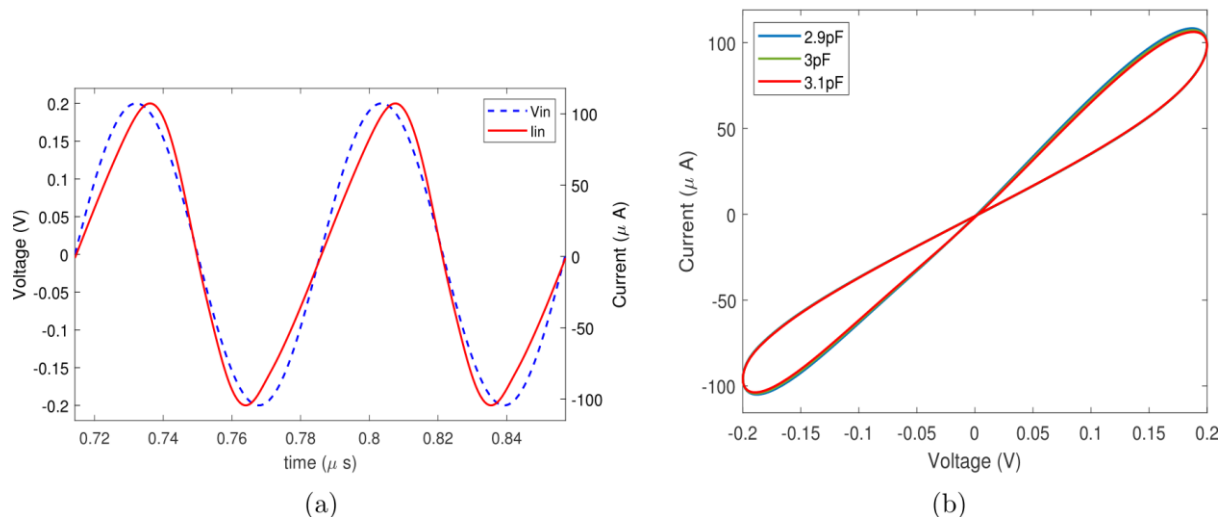 0.2
0.15
0.1
0.05
0
-0.05
-0.1
-0.15
-0.2
Voltage (V)
Vin
Iin
100
50
0
-50
-100
Current (μ A)
0.72 0.74 0.76 0.78 0.8 0.82 0.84
time (μ s)
(a)
2.9pF
3pF
3.1pF
100
50
0
-50
-100
Current (μ A)
-0.2 -0.15 -0.1 -0.05 0 0.05 0.1 0.15 0.2
Voltage (V)
(b)